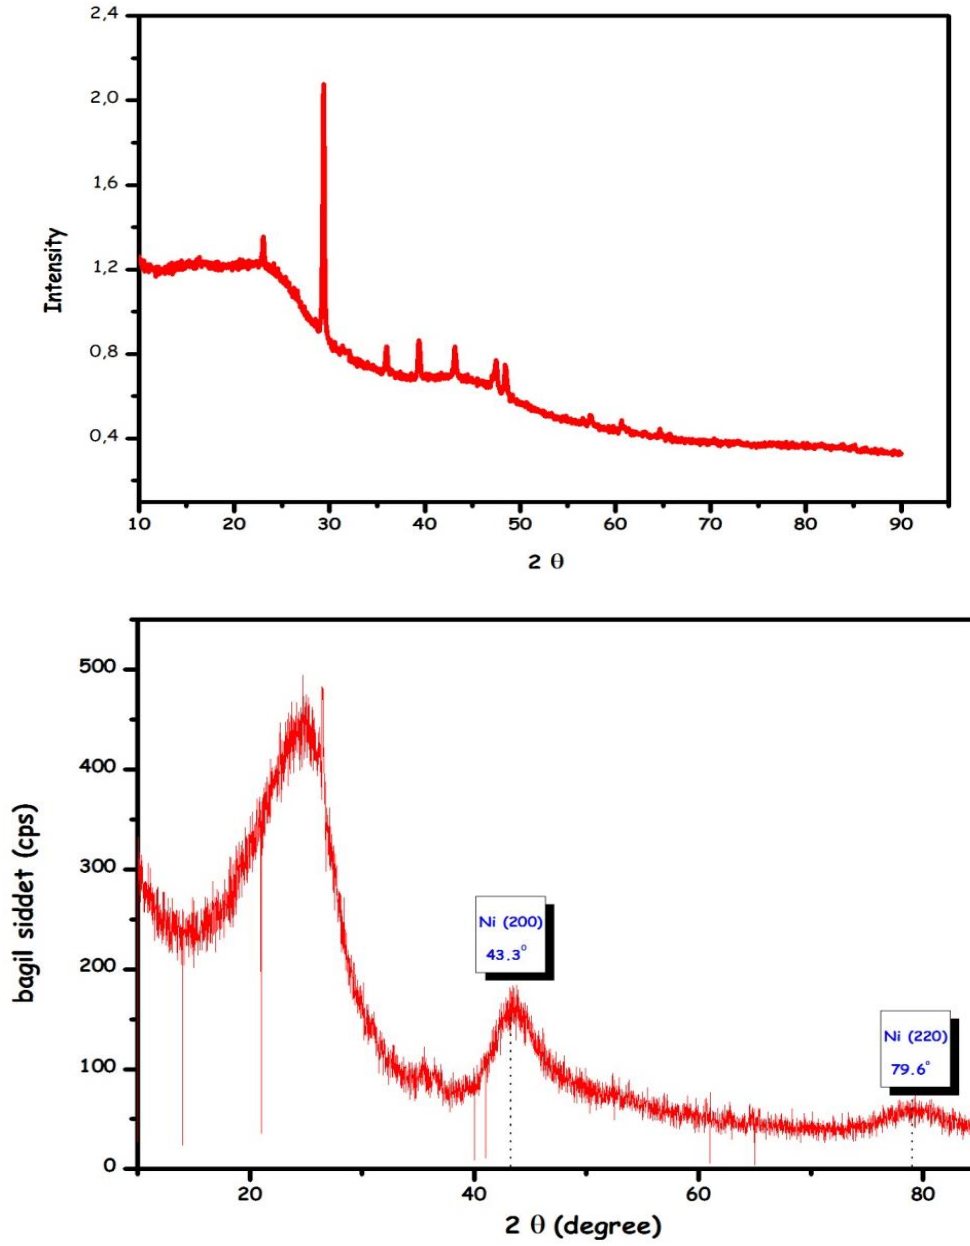 2,4
2,0
1,6
1,2
0,8
0,4
Intensity
10 20 30 40 50 60 70 80 90
2 θ
500
400
300
200
100
0
bagil siddet (cps)
Ni (200)
43.3°
Ni (220)
79.6°
20 40 60 80
2 θ (degree)